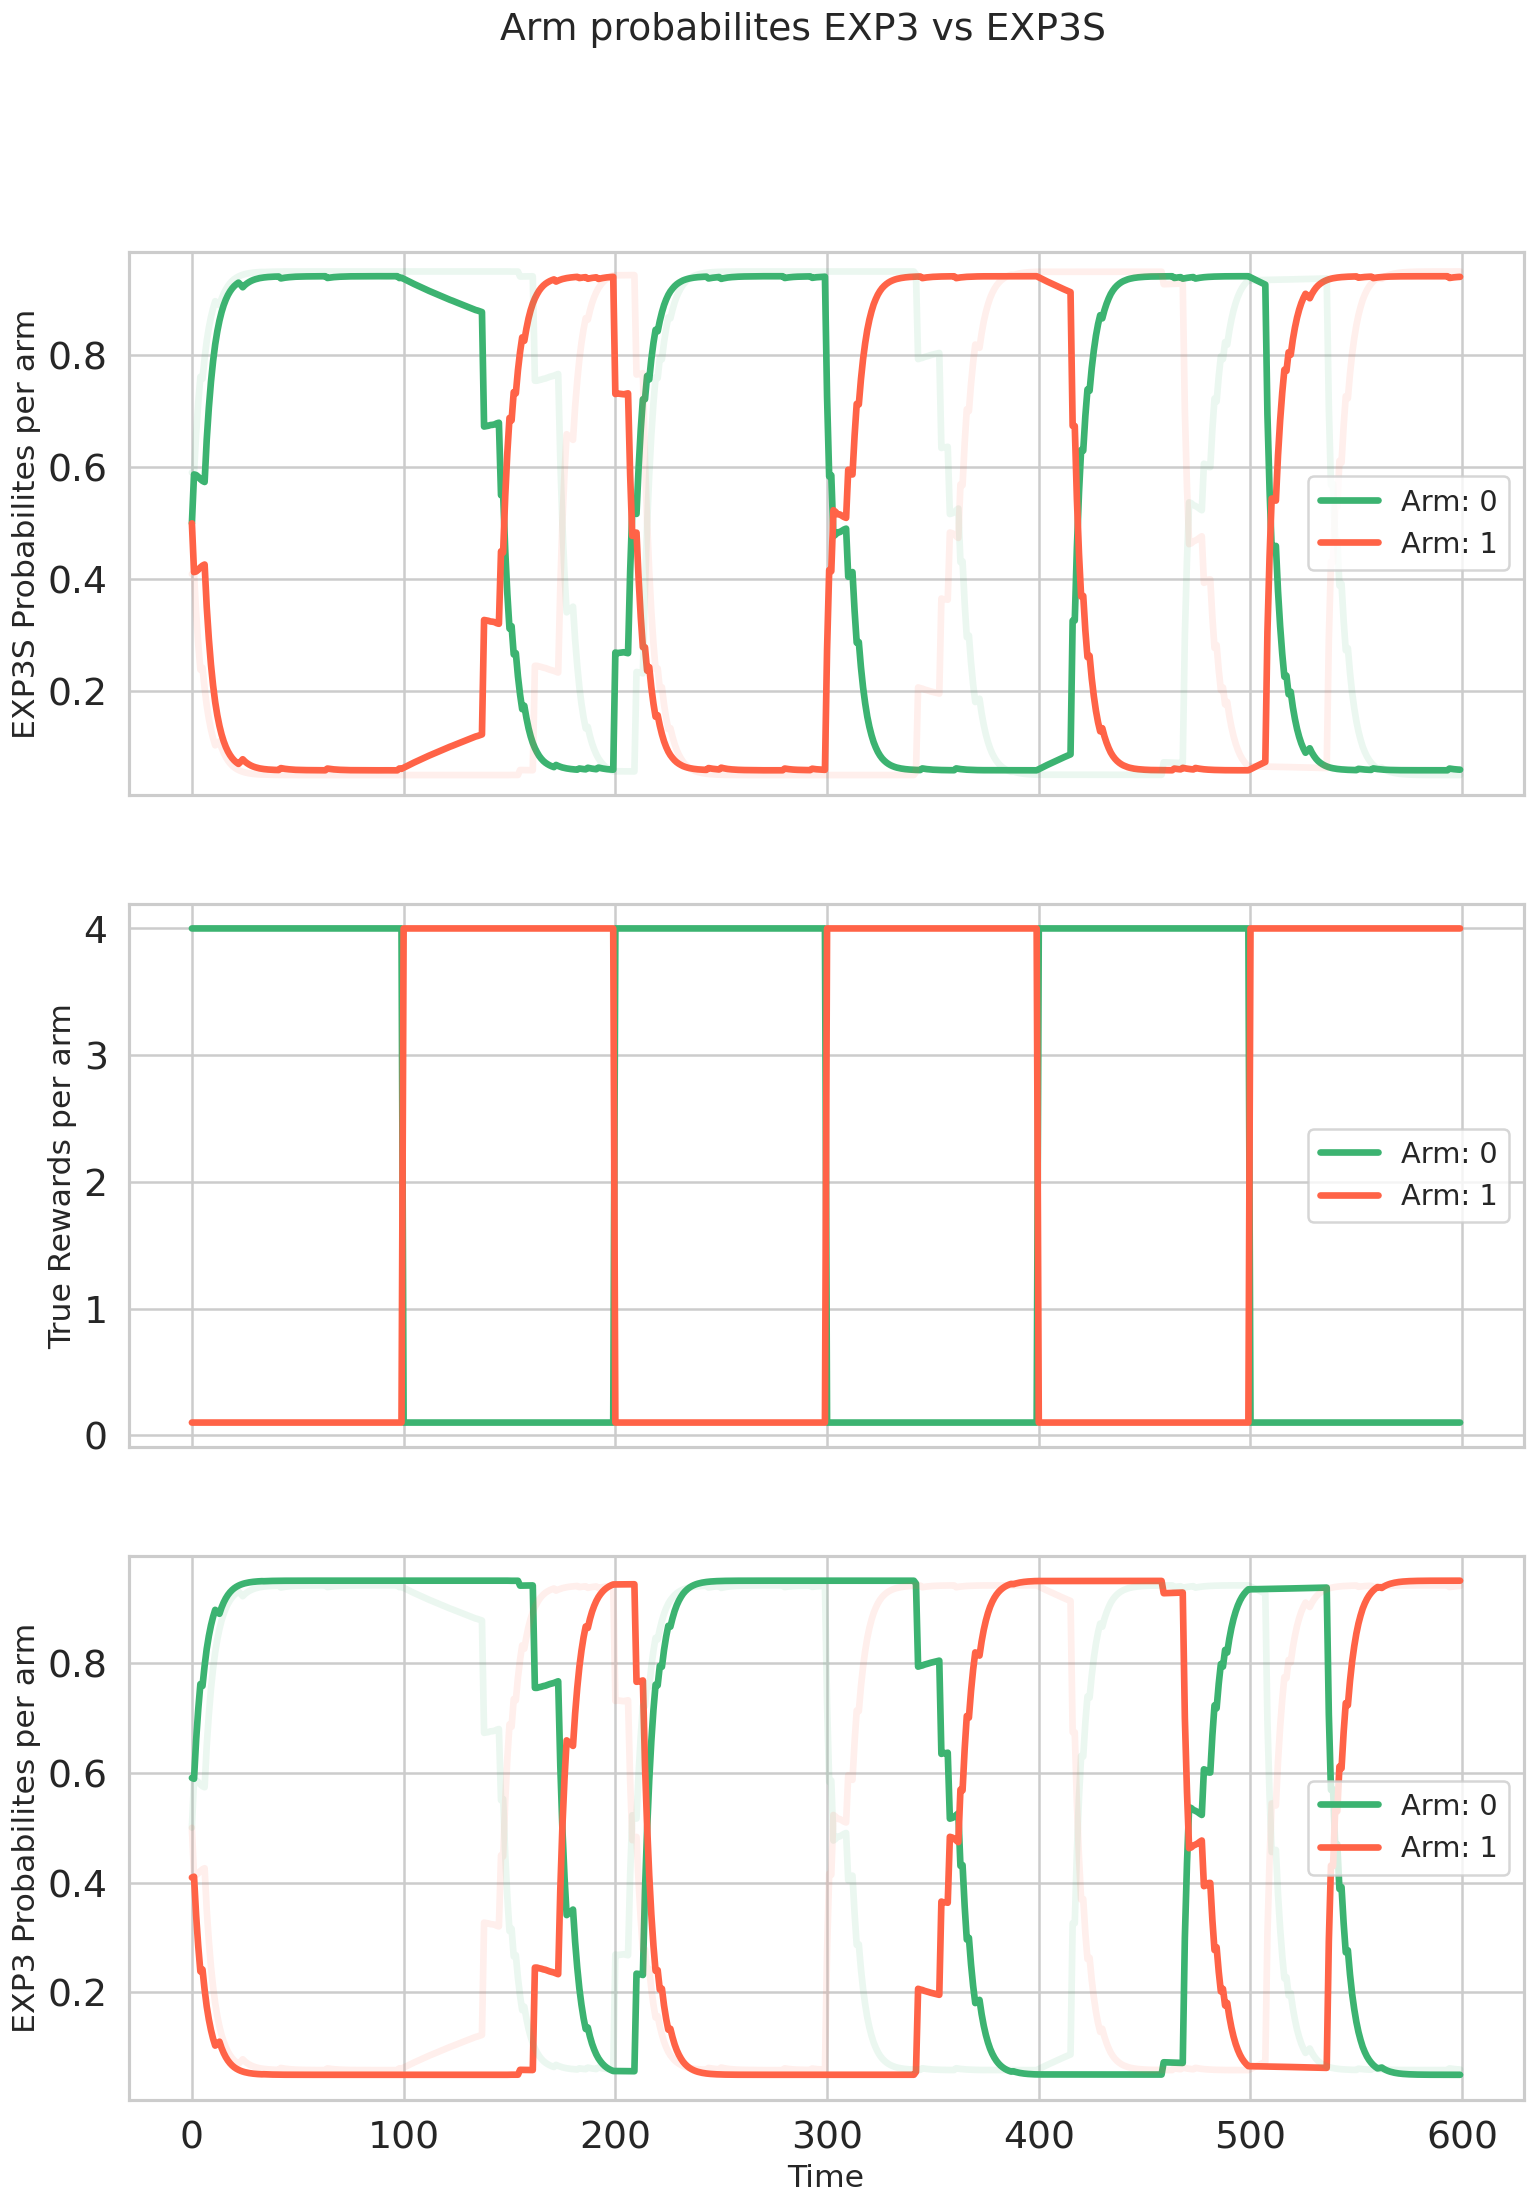 Arm probabilites EXP3 vs EXP3S
EXP3S Probabilites per arm
0.8
0.6
0.4
0.2
Arm: 0
Arm: 1
True Rewards per arm
4
3
2
1
0
Arm: 0
Arm: 1
EXP3 Probabilites per arm
0.8
0.6
0.4
0.2
Arm: 0
Arm: 1
0 100 200 300 400 500 600
Time